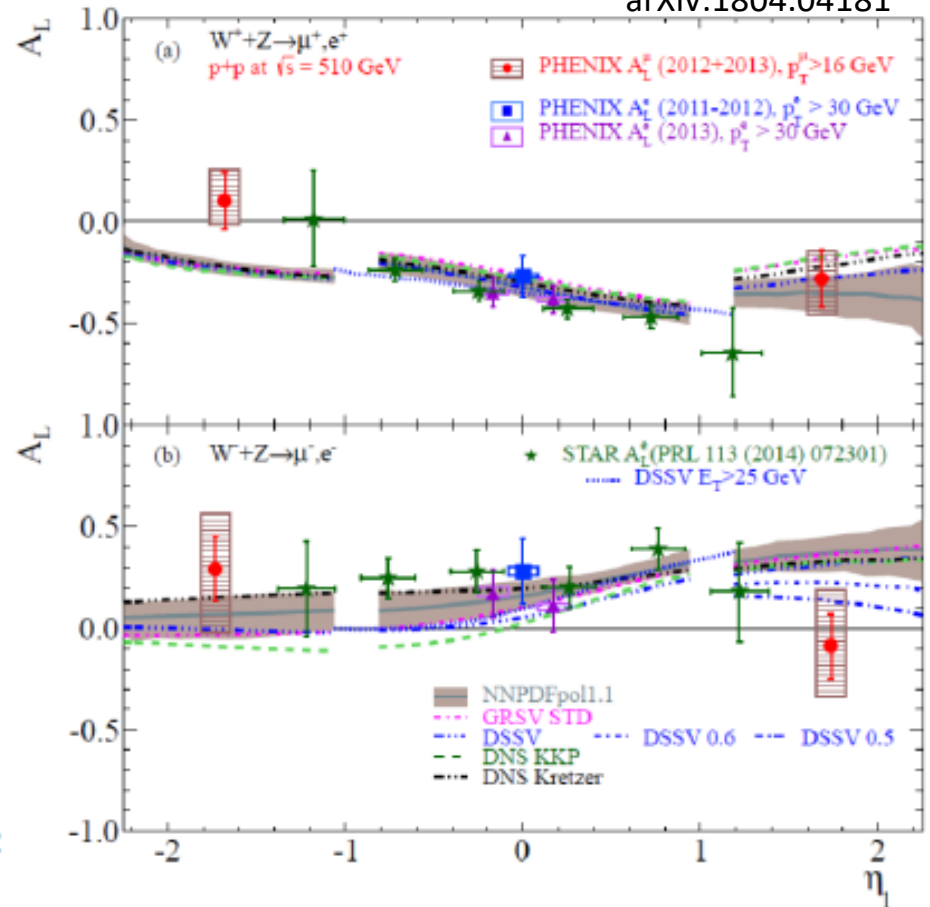 arXiv:1804.04181
1.0
A_L
(a) W⁺+Z→μ⁺,e⁺
p+p at √s = 510 GeV
PHENIX A_L^μ (2012+2013), p_T^μ>16 GeV
PHENIX A_L^e (2011-2012), p_T^e > 30 GeV
PHENIX A_L^e (2013), p_T^e > 30 GeV
0.5
0.0
-0.5
1.0
A_L
(b) W⁻+Z→μ⁻,e⁻
STAR A_L^e(PRL 113 (2014) 072301)
DSSV E_T>25 GeV
0.5
0.0
NNPDFpol1.1
GRSV STD
DSSV DSSV 0.6 DSSV 0.5
DNS KKP
DNS Kretzer
-0.5
-1.0
-2 -1 0 1 2
η_l